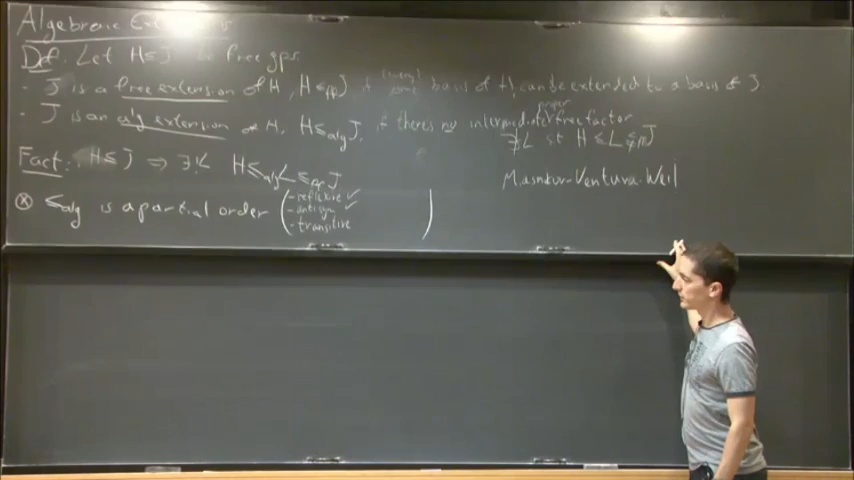 Algebraic Extensions
Def. Let H ≤ J be free gps.
- J is a free extension of H, H ≤ff J if (every) some basis of H can be extended to a basis of J
- J is an alg extension of H, H ≤alg J, if there's no intermediate proper free factor
∄L st H ≤ L ≤ff J
Fact: H ≤ J ⇒ ∃!L H ≤alg L ≤ff J
Masnkur-Ventura-Weil
⊛ ≤alg is a partial order ( - reflexive ✓
- antisym ✓
- transitive )